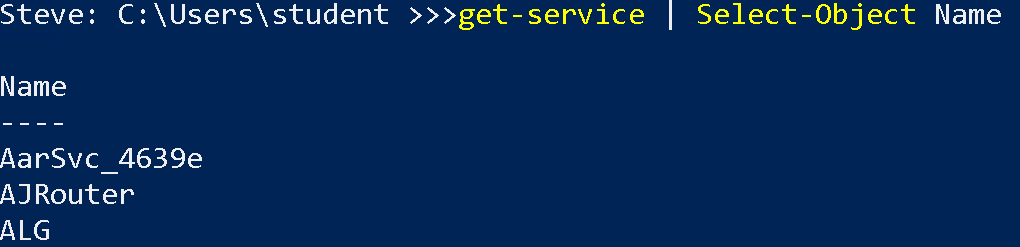 Steve: C:\Users\student >>>get-service | Select-Object Name
Name
----
AarSvc_4639e
AJRouter
ALG